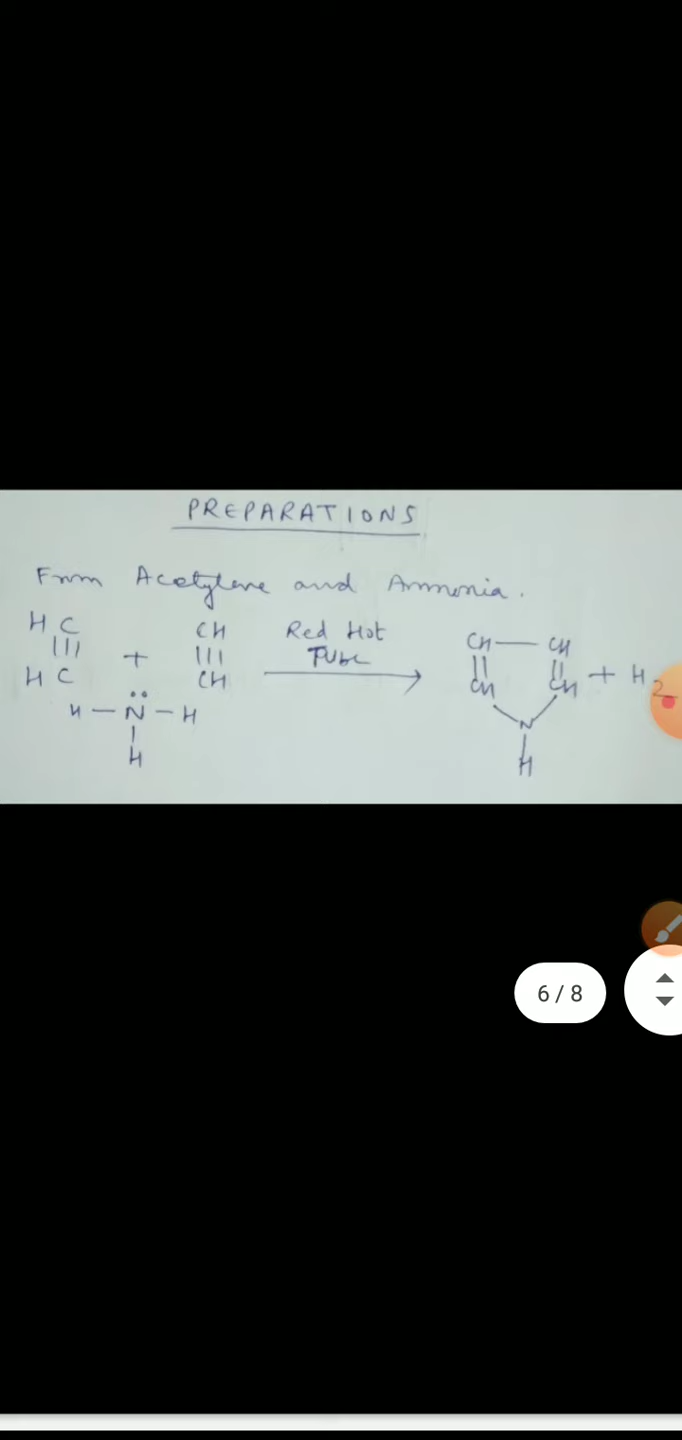 PREPARATIONS
From Acetylene and Ammonia.
HC ||| HC + CH ||| CH Red Hot Tube CH — CH || CH || CH + H2
H — N̈ — H N
H H
6 / 8